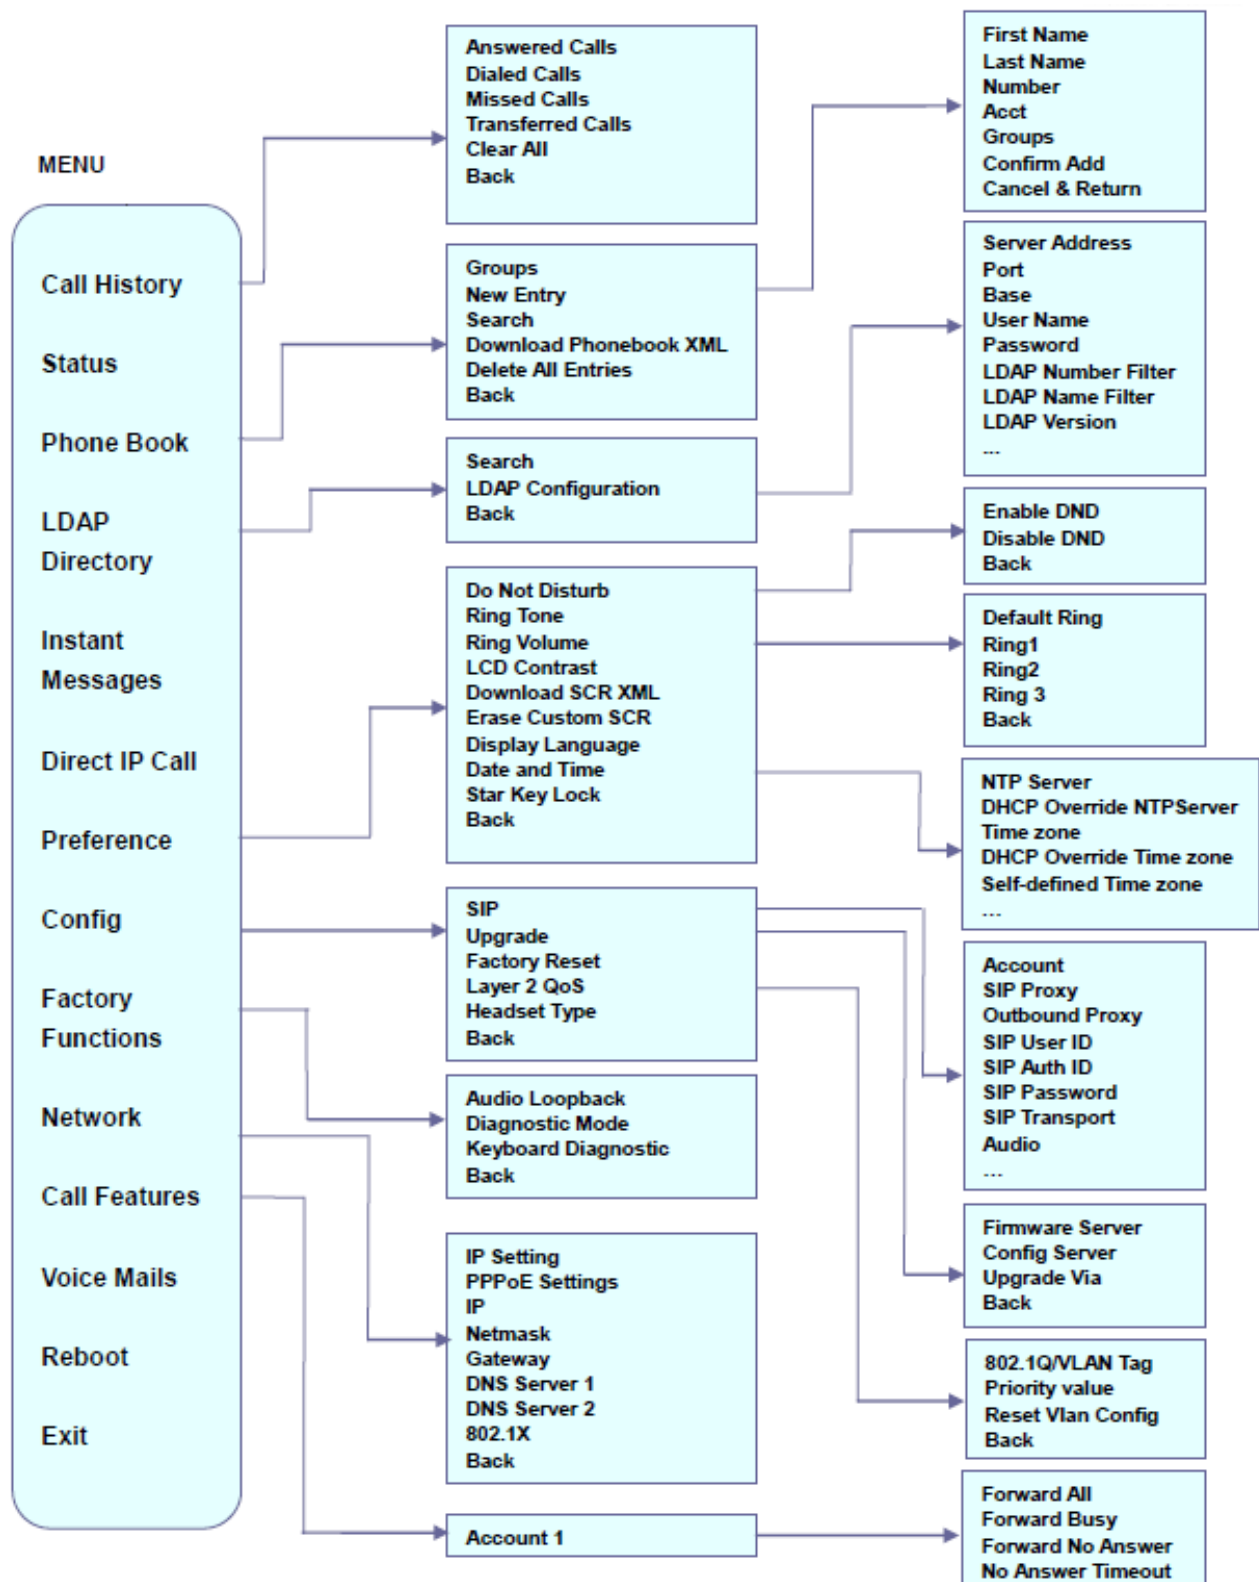 MENU
Call History
Status
Phone Book
LDAP
Directory
Instant
Messages
Direct IP Call
Preference
Config
Factory
Functions
Network
Call Features
Voice Mails
Reboot
Exit
Answered Calls
Dialed Calls
Missed Calls
Transferred Calls
Clear All
Back
Groups
New Entry
Search
Download Phonebook XML
Delete All Entries
Back
Search
LDAP Configuration
Back
Do Not Disturb
Ring Tone
Ring Volume
LCD Contrast
Download SCR XML
Erase Custom SCR
Display Language
Date and Time
Star Key Lock
Back
SIP
Upgrade
Factory Reset
Layer 2 QoS
Headset Type
Back
Audio Loopback
Diagnostic Mode
Keyboard Diagnostic
Back
IP Setting
PPPoE Settings
IP
Netmask
Gateway
DNS Server 1
DNS Server 2
802.1X
Back
Account 1
First Name
Last Name
Number
Acct
Groups
Confirm Add
Cancel & Return
Server Address
Port
Base
User Name
Password
LDAP Number Filter
LDAP Name Filter
LDAP Version
...
Enable DND
Disable DND
Back
Default Ring
Ring1
Ring2
Ring 3
Back
NTP Server
DHCP Override NTPServer
Time zone
DHCP Override Time zone
Self-defined Time zone
...
Account
SIP Proxy
Outbound Proxy
SIP User ID
SIP Auth ID
SIP Password
SIP Transport
Audio
...
Firmware Server
Config Server
Upgrade Via
Back
802.1Q/VLAN Tag
Priority value
Reset Vlan Config
Back
Forward All
Forward Busy
Forward No Answer
No Answer Timeout